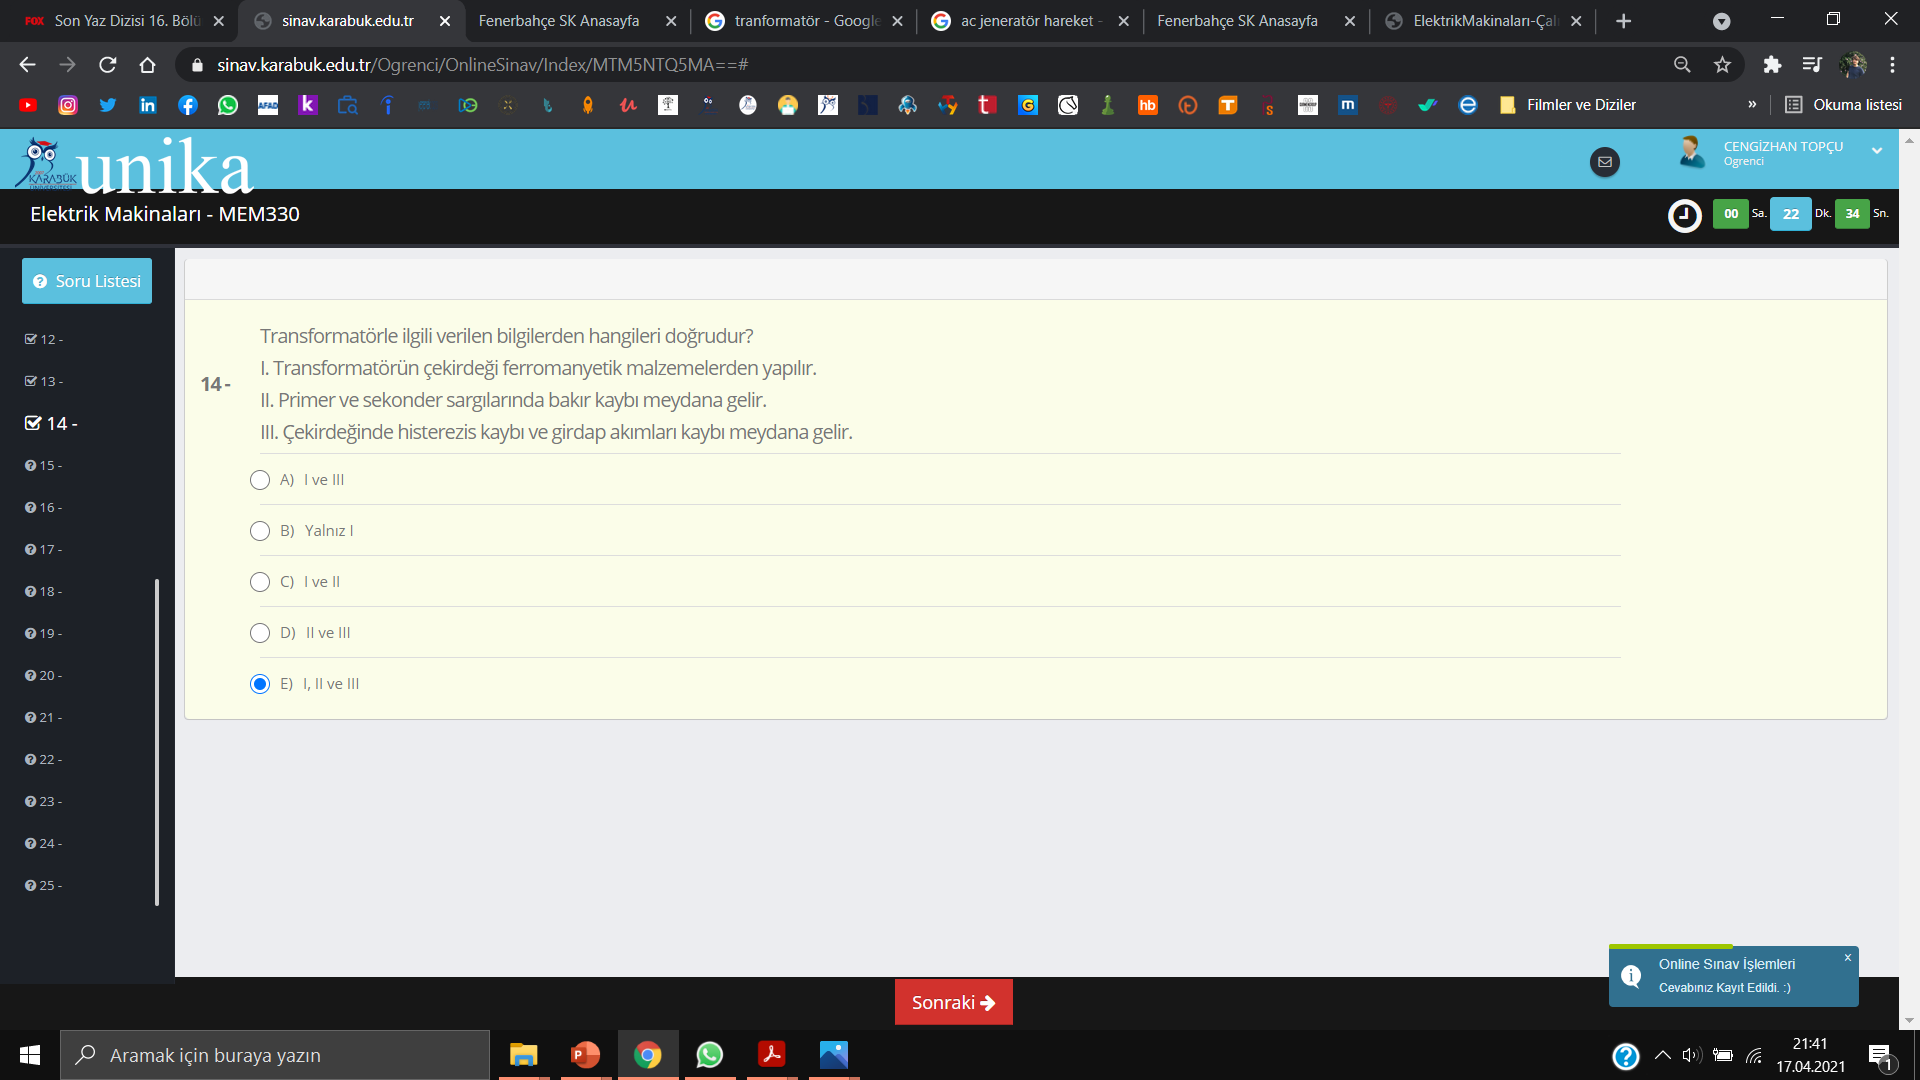 FOX Son Yaz Dizisi 16. Bölü
sinav.karabuk.edu.tr
Fenerbahçe SK Anasayfa
tranformatör - Google
ac jeneratör hareket -
Fenerbahçe SK Anasayfa
ElektrikMakinaları-Çalı
sinav.karabuk.edu.tr/Ogrenci/OnlineSinav/Index/MTM5NTQ5MA==#
Filmler ve Diziler
»
Okuma listesi
KARABÜK
unika
CENGİZHAN TOPÇU
Ogrenci
Elektrik Makinaları - MEM330
00 Sa. 22 Dk. 34 Sn.
Soru Listesi
12 -
13 -
14 -
15 -
16 -
17 -
18 -
19 -
20 -
21 -
22 -
23 -
24 -
25 -
14 -
Transformatörle ilgili verilen bilgilerden hangileri doğrudur?
I. Transformatörün çekirdeği ferromanyetik malzemelerden yapılır.
II. Primer ve sekonder sargılarında bakır kaybı meydana gelir.
III. Çekirdeğinde histerezis kaybı ve girdap akımları kaybı meydana gelir.
A) I ve III
B) Yalnız I
C) I ve II
D) II ve III
E) I, II ve III
Online Sınav İşlemleri
Cevabınız Kayıt Edildi. :)
Sonraki
Aramak için buraya yazın
21:41
17.04.2021
1